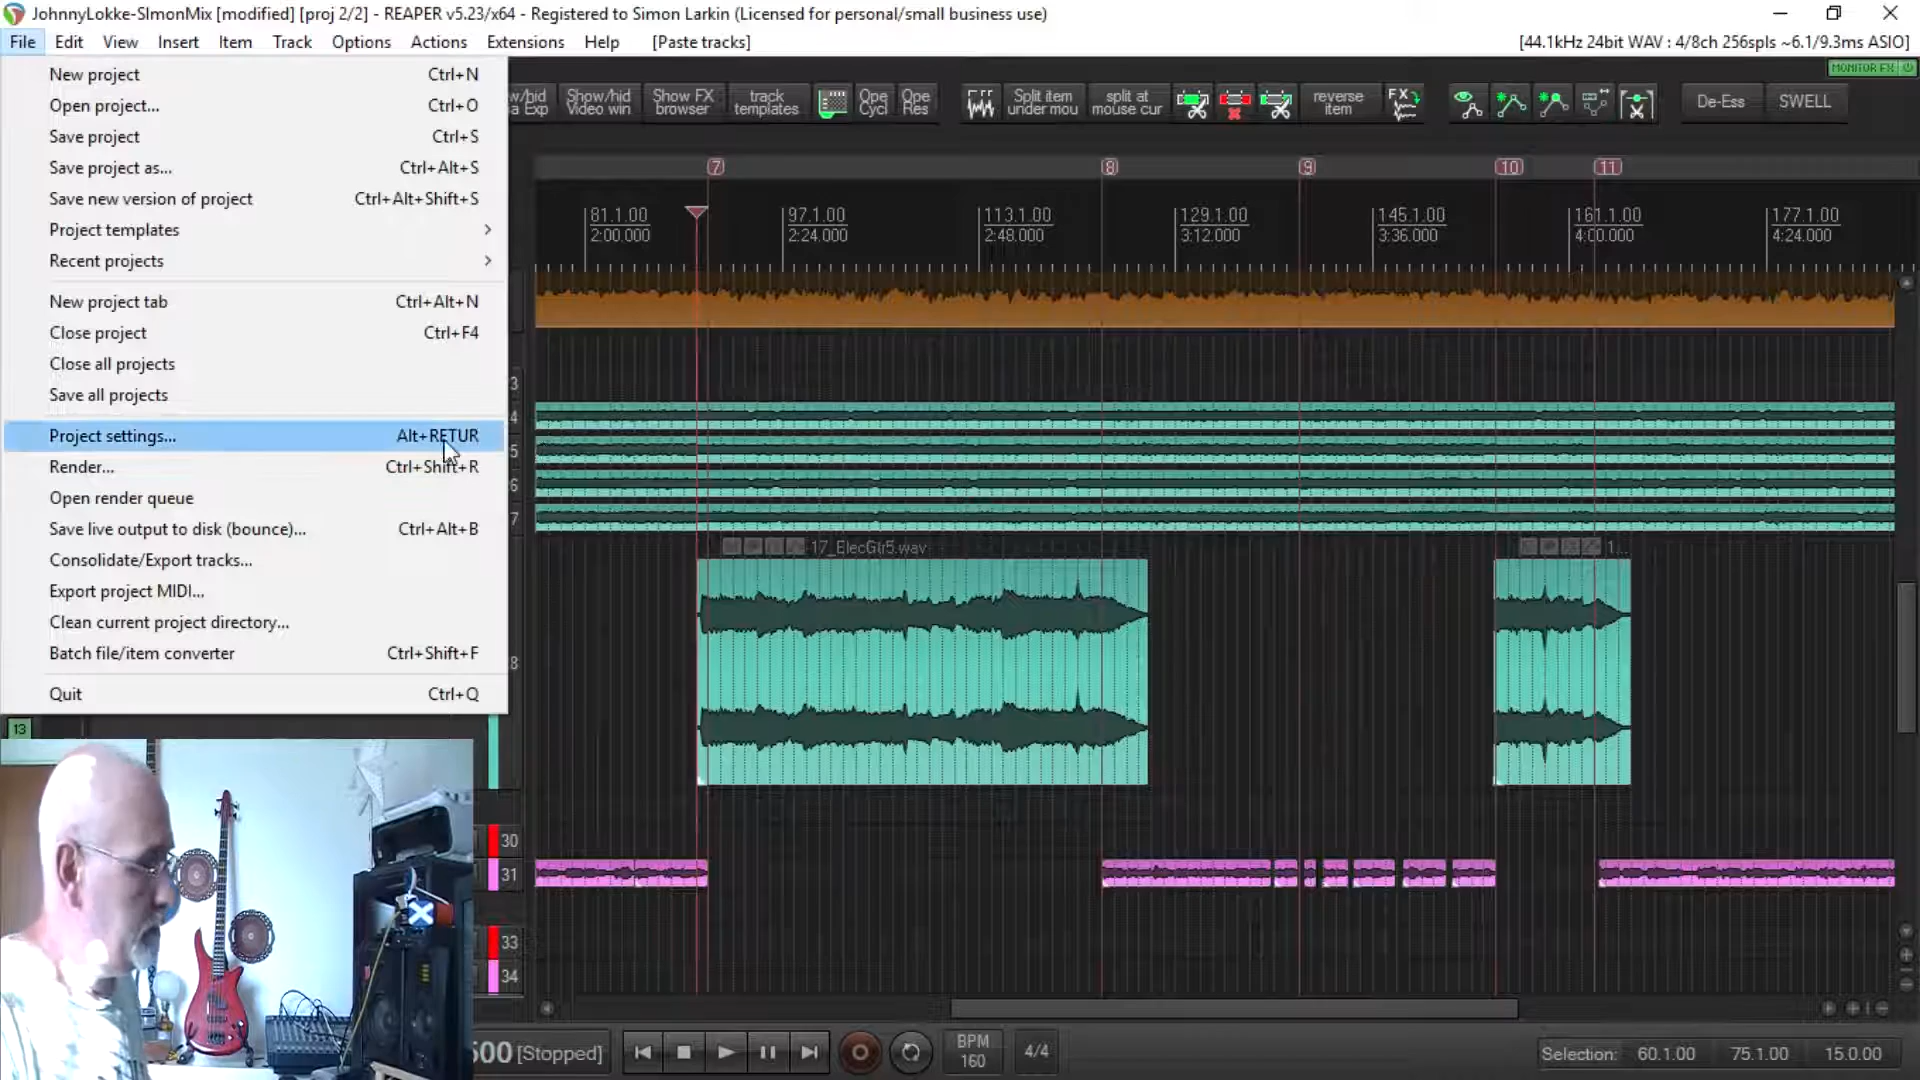 JohnnyLokke-SImonMix [modified] [proj 2/2] - REAPER v5.23/x64 - Registered to Simon Larkin (Licensed for personal/small business use)
File Edit View Insert Item Track Options Actions Extensions Help [Paste tracks]
[44.1kHz 24bit WAV : 4/8ch 256spls ~6.1/9.3ms ASIO]
MONITOR FX
New project Ctrl+N
Open project... Ctrl+O
Save project Ctrl+S
Save project as... Ctrl+Alt+S
Save new version of project Ctrl+Alt+Shift+S
Project templates
Recent projects
New project tab Ctrl+Alt+N
Close project Ctrl+F4
Close all projects
Save all projects
Project settings... Alt+RETUR
Render... Ctrl+Shift+R
Open render queue
Save live output to disk (bounce)... Ctrl+Alt+B
Consolidate/Export tracks...
Export project MIDI...
Clean current project directory...
Batch file/item converter Ctrl+Shift+F
Quit Ctrl+Q
w/hid
a Exp
Show/hid
Video win
Show FX
browser
track
templates
Ope
Cycl
Ope
Res
Split item
under mou
split at
mouse cur
reverse
item
FX
De-Ess
SWELL
7 8 9 10 11
81.1.00 97.1.00 113.1.00 129.1.00 145.1.00 161.1.00 177.1.00
2:00.000 2:24.000 2:48.000 3:12.000 3:36.000 4:00.000 4:24.000
3
4
5
6
7
17_ElecGtr5.wav
1...
8
13
30
31
33
34
500 [Stopped]
BPM
160
4/4
Selection: 60.1.00 75.1.00 15.0.00